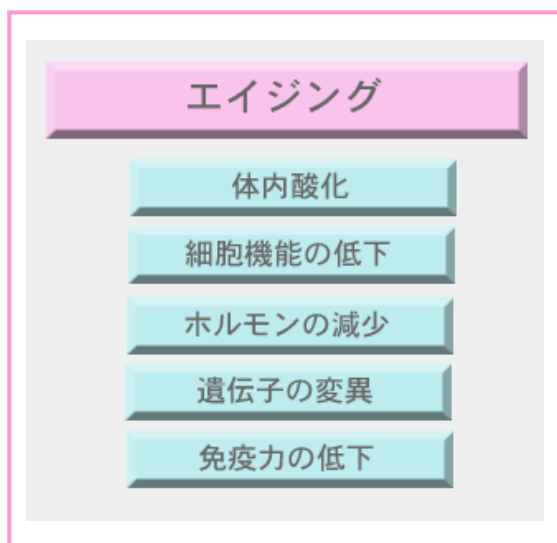 エイジング
体内酸化
細胞機能の低下
ホルモンの減少
遺伝子の変異
免疫力の低下